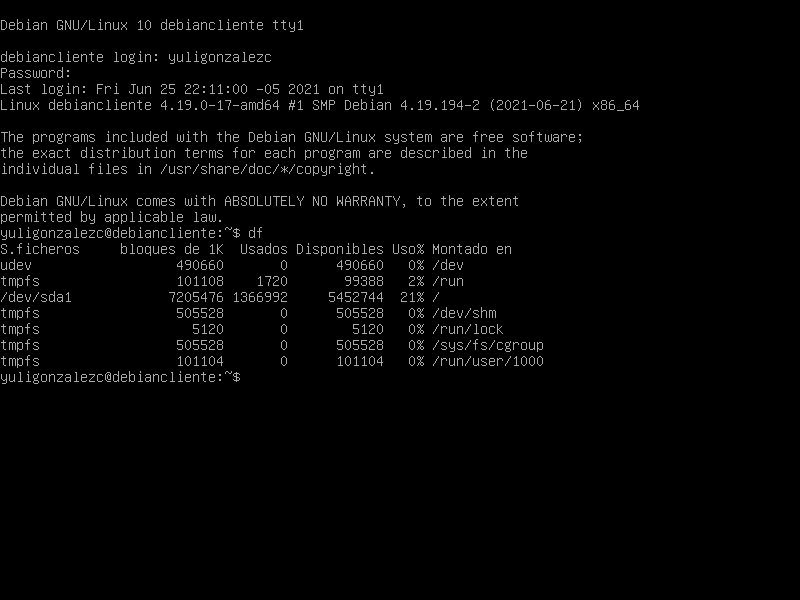 Debian GNU/Linux 10 debiancliente tty1
debiancliente login: yuligonzalezc
Password:
Last login: Fri Jun 25 22:11:00 -05 2021 on tty1
Linux debiancliente 4.19.0-17-amd64 #1 SMP Debian 4.19.194-2 (2021-06-21) x86_64
The programs included with the Debian GNU/Linux system are free software;
the exact distribution terms for each program are described in the
individual files in /usr/share/doc/*/copyright.
Debian GNU/Linux comes with ABSOLUTELY NO WARRANTY, to the extent
permitted by applicable law.
yuligonzalezc@debiancliente:~$ df
S.ficheros     bloques de 1K  Usados Disponibles Uso% Montado en
udev                  490660       0      490660   0% /dev
tmpfs                 101108    1720       99388   2% /run
/dev/sda1            7205476 1366992     5452744  21% /
tmpfs                 505528       0      505528   0% /dev/shm
tmpfs                   5120       0        5120   0% /run/lock
tmpfs                 505528       0      505528   0% /sys/fs/cgroup
tmpfs                 101104       0      101104   0% /run/user/1000
yuligonzalezc@debiancliente:~$